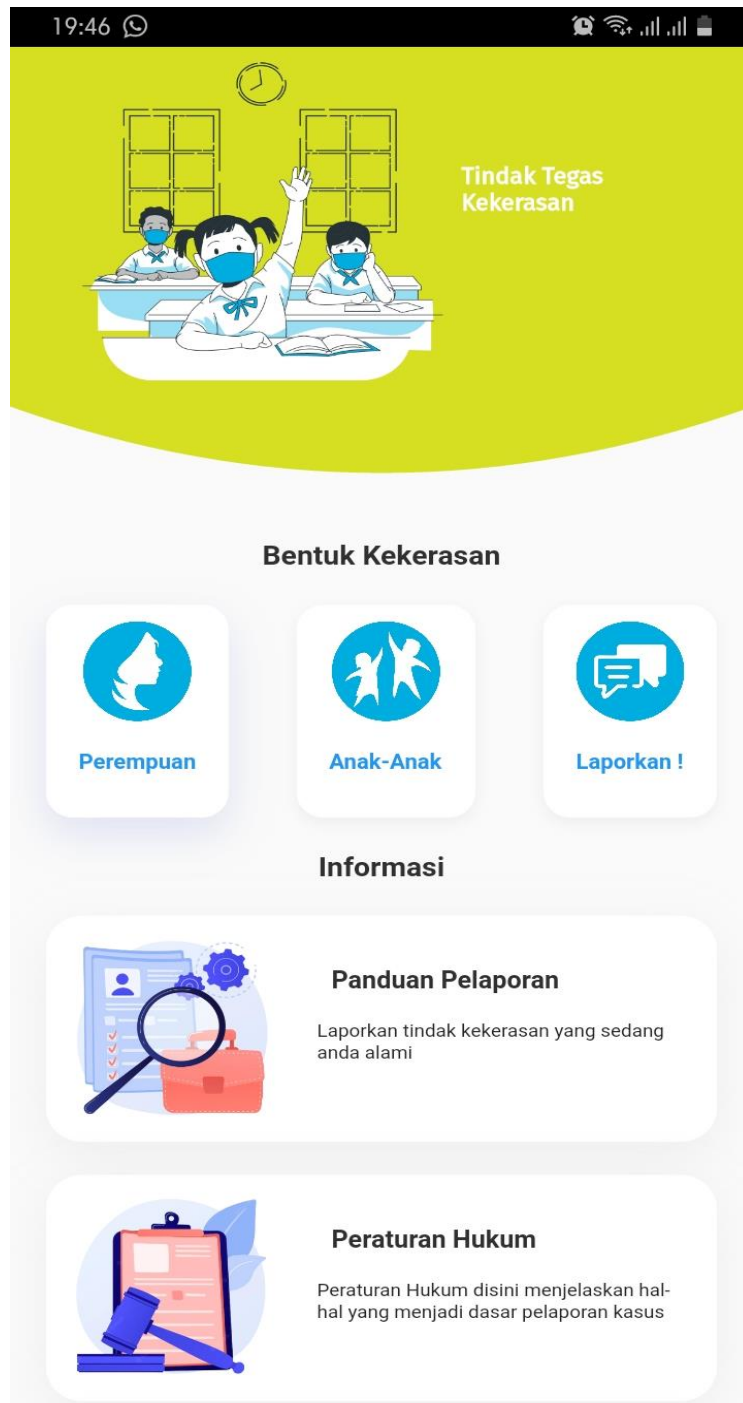 19:46
Tindak Tegas
Kekerasan
Bentuk Kekerasan
Perempuan
Anak-Anak
Laporkan !
Informasi
Panduan Pelaporan
Laporkan tindak kekerasan yang sedang
anda alami
Peraturan Hukum
Peraturan Hukum disini menjelaskan hal-
hal yang menjadi dasar pelaporan kasus